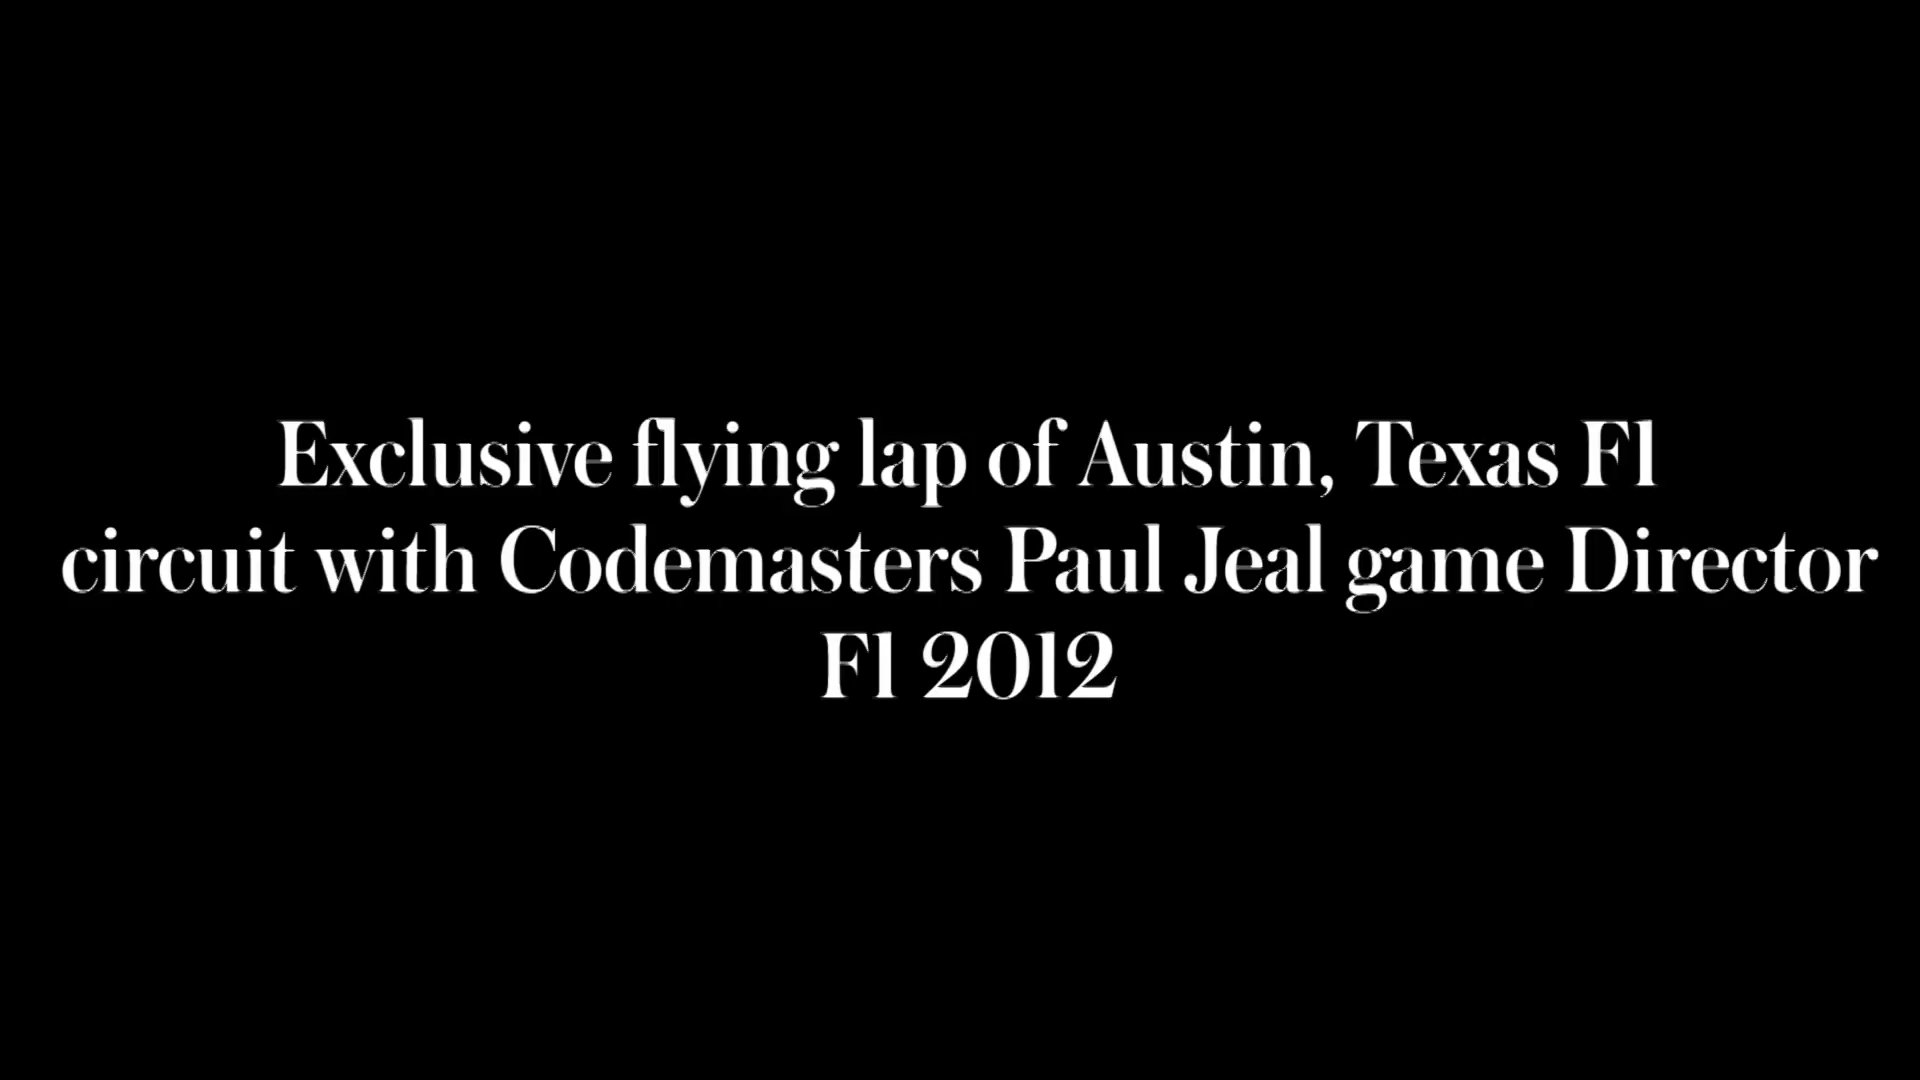 Exclusive flying lap of Austin, Texas F1
circuit with Codemasters Paul Jeal game Director
F1 2012